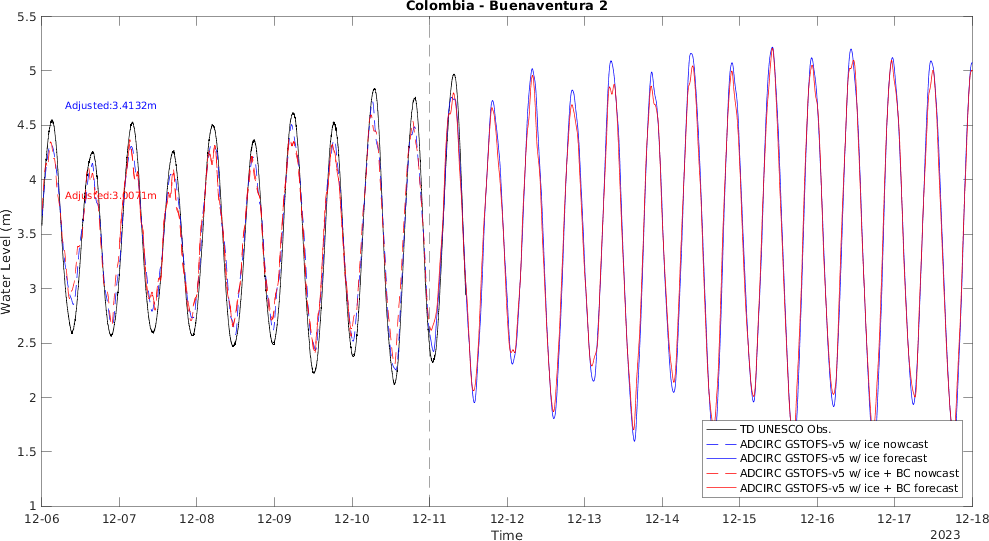 Colombia - Buenaventura 2
5.5
5
4.5
4
3.5
3
2.5
2
1.5
1
Water Level (m)
Adjusted:3.4132m
Adjusted:3.0071m
TD UNESCO Obs.
ADCIRC GSTOFS-v5 w/ ice nowcast
ADCIRC GSTOFS-v5 w/ ice forecast
ADCIRC GSTOFS-v5 w/ ice + BC nowcast
ADCIRC GSTOFS-v5 w/ ice + BC forecast
12-06 12-07 12-08 12-09 12-10 12-11 12-12 12-13 12-14 12-15 12-16 12-17 12-18
Time
2023